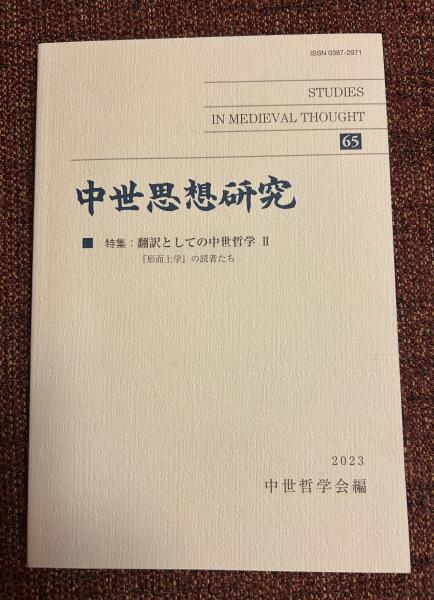 ISSN 0387-2971
STUDIES
IN MEDIEVAL THOUGHT
65
中世思想研究
■ 特集：翻訳としての中世哲学 Ⅱ
『形而上学』の読者たち
2023
中世哲学会編